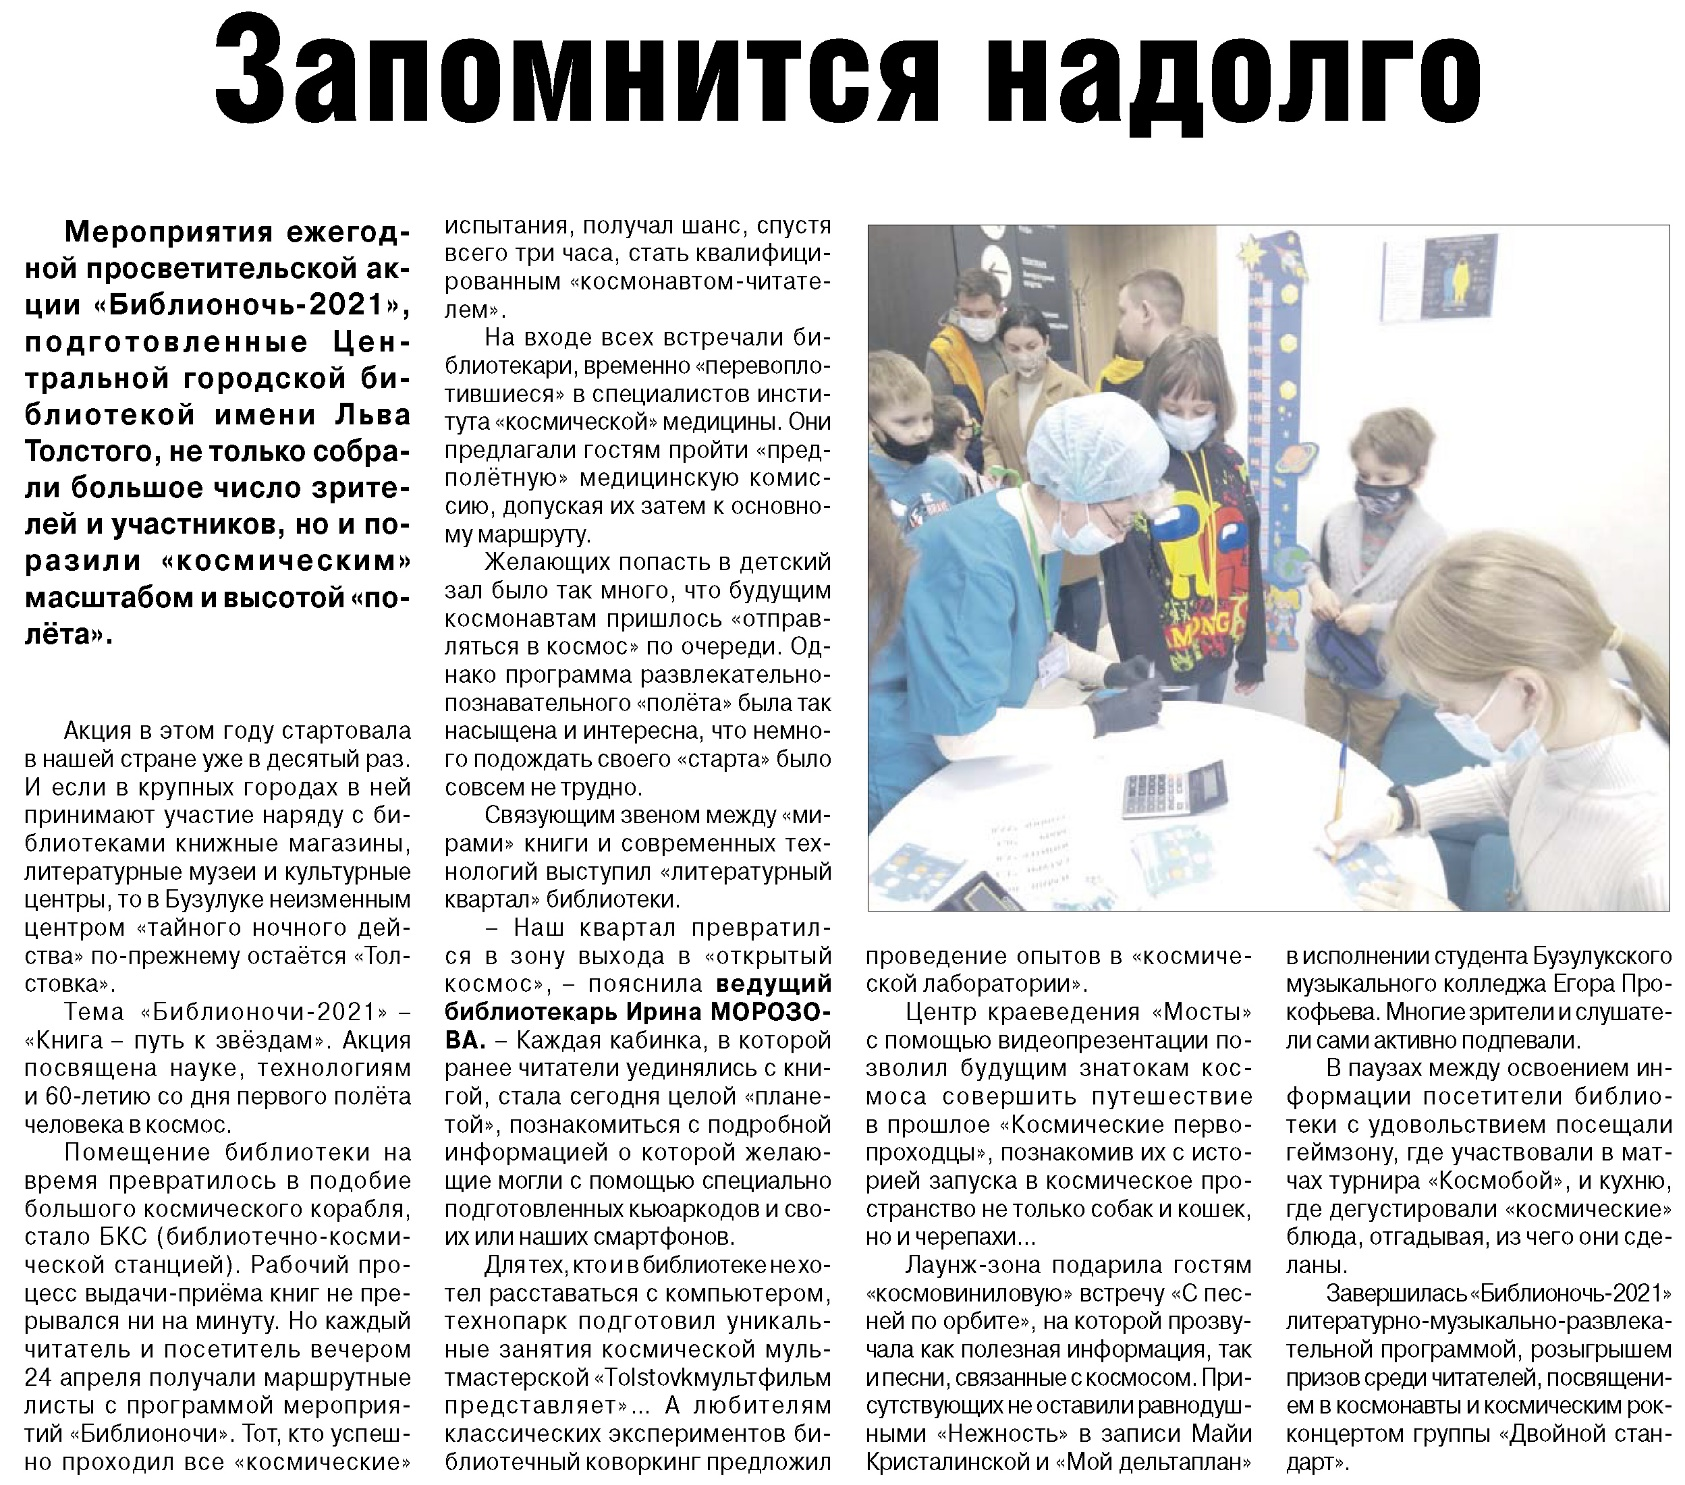 Запомнится надолго
Мероприятия ежегод-
ной просветительской ак-
ции «Библионочь-2021»,
подготовленные Цен-
тральной городской би-
блиотекой имени Льва
Толстого, не только собра-
ли большое число зрите-
лей и участников, но и по-
разили «космическим»
масштабом и высотой «по-
лёта».
Акция в этом году стартовала
в нашей стране уже в десятый раз.
И если в крупных городах в ней
принимают участие наряду с би-
блиотеками книжные магазины,
литературные музеи и культурные
центры, то в Бузулуке неизменным
центром «тайного ночного дей-
ства» по-прежнему остаётся «Тол-
стовка».
Тема «Библионочи-2021» –
«Книга – путь к звёздам». Акция
посвящена науке, технологиям
и 60-летию со дня первого полёта
человека в космос.
Помещение библиотеки на
время превратилось в подобие
большого космического корабля,
стало БКС (библиотечно-косми-
ческой станцией). Рабочий про-
цесс выдачи-приёма книг не пре-
рывался ни на минуту. Но каждый
читатель и посетитель вечером
24 апреля получали маршрутные
листы с программой мероприя-
тий «Библионочи». Тот, кто успеш-
но проходил все «космические»
испытания, получал шанс, спустя
всего три часа, стать квалифици-
рованным «космонавтом-читате-
лем».
На входе всех встречали би-
блиотекари, временно «перевопло-
тившиеся» в специалистов инсти-
тута «космической» медицины. Они
предлагали гостям пройти «пред-
полётную» медицинскую комис-
сию, допуская их затем к основно-
му маршруту.
Желающих попасть в детский
зал было так много, что будущим
космонавтам пришлось «отправ-
ляться в космос» по очереди. Од-
нако программа развлекательно-
познавательного «полёта» была так
насыщена и интересна, что немно-
го подождать своего «старта» было
совсем не трудно.
Связующим звеном между «ми-
рами» книги и современных тех-
нологий выступил «литературный
квартал» библиотеки.
– Наш квартал превратил-
ся в зону выхода в «открытый
космос», – пояснила ведущий
библиотекарь Ирина МОРОЗО-
ВА. – Каждая кабинка, в которой
ранее читатели уединялись с кни-
гой, стала сегодня целой «плане-
той», познакомиться с подробной
информацией о которой желаю-
щие могли с помощью специально
подготовленных кьюаркодов и сво-
их или наших смартфонов.
Для тех, кто и в библиотеке не хо-
тел расставаться с компьютером,
технопарк подготовил уникаль-
ные занятия космической муль-
тмастерской «Tolstovkмультфильм
представляет»... А любителям
классических экспериментов би-
блиотечный коворкинг предложил
проведение опытов в «космиче-
ской лаборатории».
Центр краеведения «Мосты»
с помощью видеопрезентации по-
зволил будущим знатокам кос-
моса совершить путешествие
в прошлое «Космические перво-
проходцы», познакомив их с исто-
рией запуска в космическое про-
странство не только собак и кошек,
но и черепахи...
Лаунж-зона подарила гостям
«космовиниловую» встречу «С пес-
ней по орбите», на которой прозву-
чала как полезная информация, так
и песни, связанные с космосом. При-
сутствующих не оставили равнодуш-
ными «Нежность» в записи Майи
Кристалинской и «Мой дельтаплан»
в исполнении студента Бузулукского
музыкального колледжа Егора Про-
кофьева. Многие зрители и слушате-
ли сами активно подпевали.
В паузах между освоением ин-
формации посетители библио-
теки с удовольствием посещали
геймзону, где участвовали в мат-
чах турнира «Космобой», и кухню,
где дегустировали «космические»
блюда, отгадывая, из чего они сде-
ланы.
Завершилась «Библионочь-2021»
литературно-музыкально-развлека-
тельной программой, розыгрышем
призов среди читателей, посвящени-
ем в космонавты и космическим рок-
концертом группы «Двойной стан-
дарт».